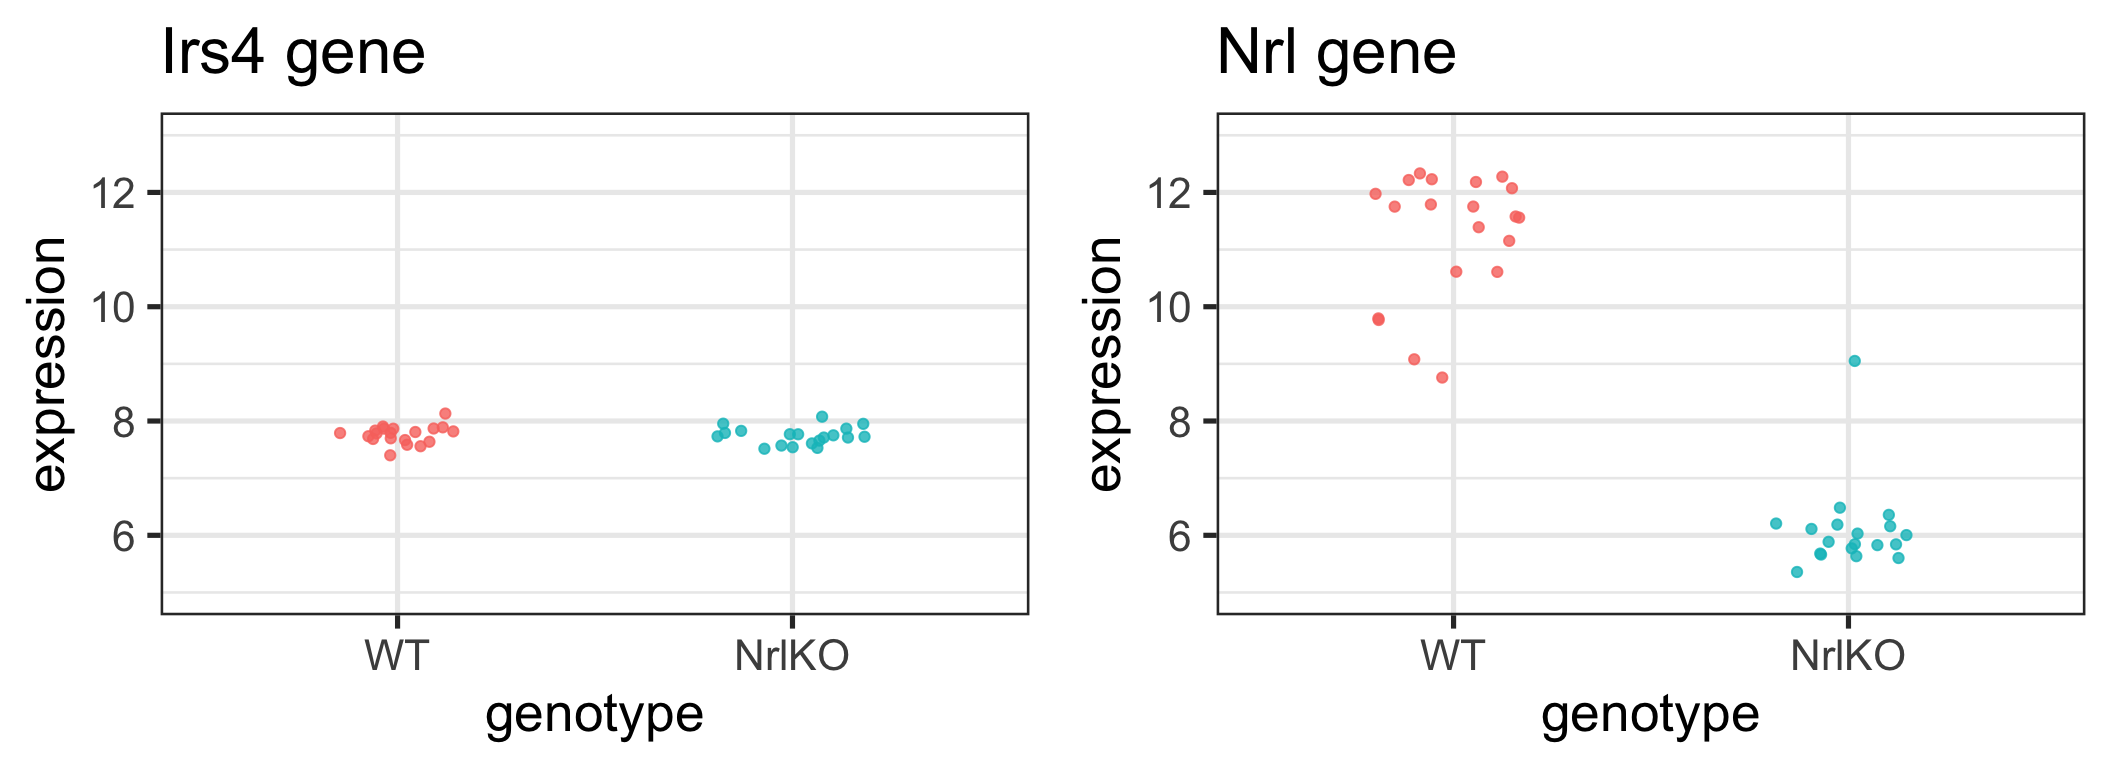 Irs4 gene
expression
12
10
8
6
WT NrlKO
genotype
Nrl gene
expression
12
10
8
6
WT NrlKO
genotype